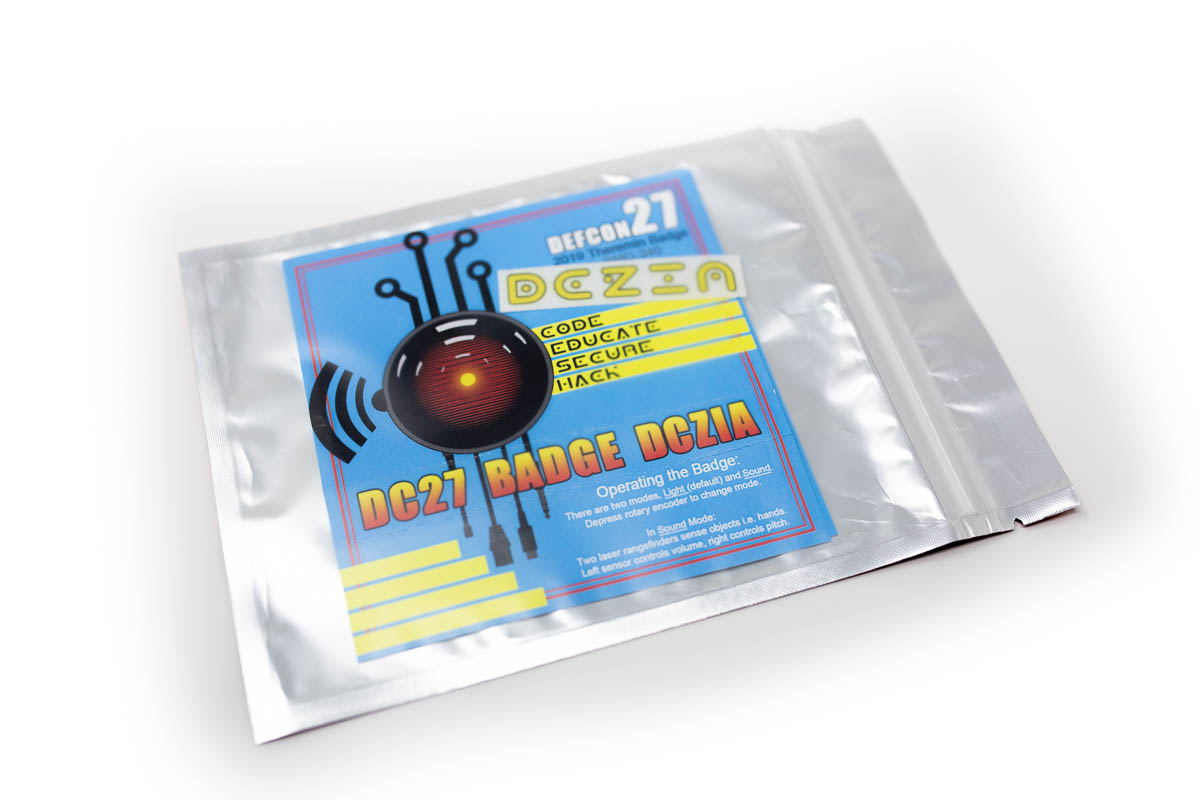 DEFCON27
2019 Theremin Badge
DCZIA
CODE
EDUCATE
SECURE
HACK
DC27 BADGE DCZIA
Operating the Badge:
There are two modes, Light (default) and Sound.
Depress rotary encoder to change mode.
In Sound Mode:
Two laser rangefinders sense objects i.e. hands.
Left sensor controls volume, right controls pitch.